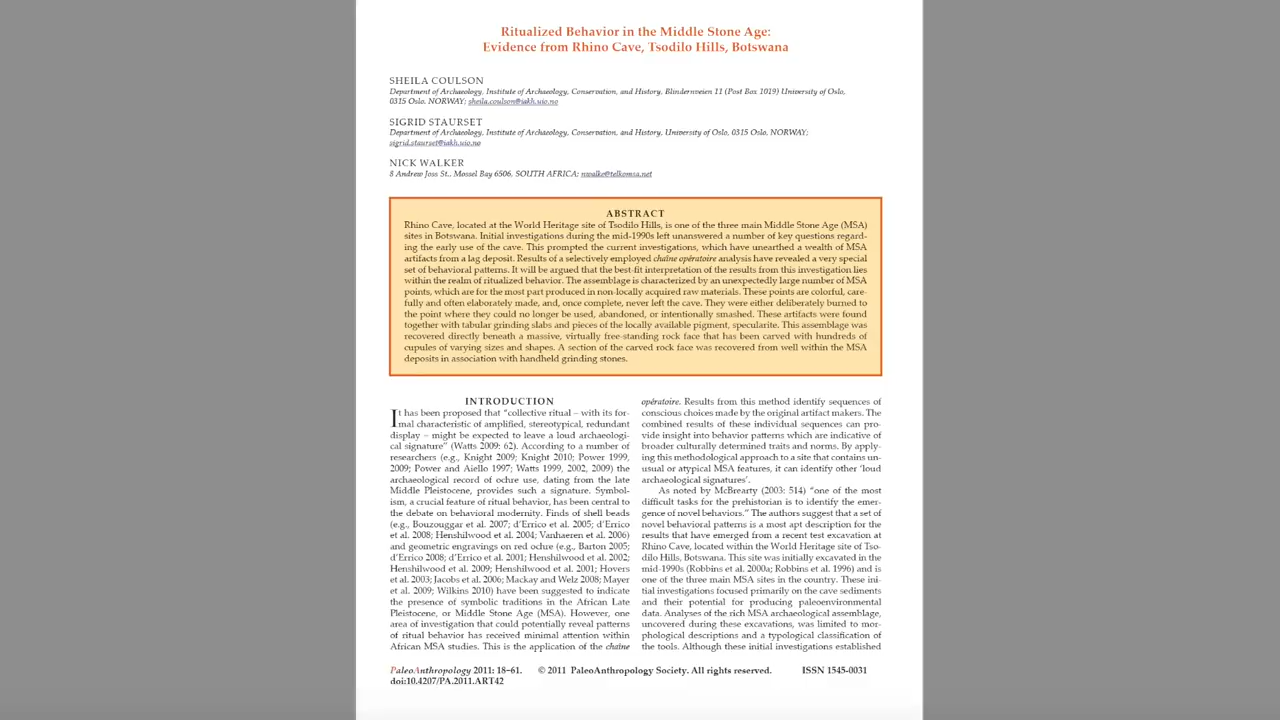 Ritualized Behavior in the Middle Stone Age:
Evidence from Rhino Cave, Tsodilo Hills, Botswana
SHEILA COULSON
Department of Archaeology, Institute of Archaeology, Conservation, and History, Blindernveien 11 (Post Box 1019) University of Oslo,
0315 Oslo, NORWAY; sheila.coulson@iakh.uio.no
SIGRID STAURSET
Department of Archaeology, Institute of Archaeology, Conservation, and History, University of Oslo, 0315 Oslo, NORWAY;
sigrid.staurset@iakh.uio.no
NICK WALKER
8 Andrew Joss St., Mossel Bay 6506, SOUTH AFRICA; nwalke@telkomsa.net
ABSTRACT
Rhino Cave, located at the World Heritage site of Tsodilo Hills, is one of the three main Middle Stone Age (MSA)
sites in Botswana. Initial investigations during the mid-1990s left unanswered a number of key questions regard-
ing the early use of the cave. This prompted the current investigations, which have unearthed a wealth of MSA
artifacts from a lag deposit. Results of a selectively employed chaîne opératoire analysis have revealed a very special
set of behavioral patterns. It will be argued that the best-fit interpretation of the results from this investigation lies
within the realm of ritualized behavior. The assemblage is characterized by an unexpectedly large number of MSA
points, which are for the most part produced in non-locally acquired raw materials. These points are colorful, care-
fully and often elaborately made, and, once complete, never left the cave. They were either deliberately burned to
the point where they could no longer be used, abandoned, or intentionally smashed. These artifacts were found
together with tabular grinding slabs and pieces of the locally available pigment, specularite. This assemblage was
recovered directly beneath a massive, virtually free-standing rock face that has been carved with hundreds of
cupules of varying sizes and shapes. A section of the carved rock face was recovered from well within the MSA
deposits in association with handheld grinding stones.
INTRODUCTION
It has been proposed that “collective ritual – with its for-
mal characteristic of amplified, stereotypical, redundant
display – might be expected to leave a loud archaeologi-
cal signature” (Watts 2009: 62). According to a number of
researchers (e.g., Knight 2009; Knight 2010; Power 1999,
2009; Power and Aiello 1997; Watts 1999, 2002, 2009) the
archaeological record of ochre use, dating from the late
Middle Pleistocene, provides such a signature. Symbol-
ism, a crucial feature of ritual behavior, has been central to
the debate on behavioral modernity. Finds of shell beads
(e.g., Bouzouggar et al. 2007; d’Errico et al. 2005; d’Errico
et al. 2008; Henshilwood et al. 2004; Vanhaeren et al. 2006)
and geometric engravings on red ochre (e.g., Barton 2005;
d’Errico 2008; d’Errico et al. 2001; Henshilwood et al. 2002;
Henshilwood et al. 2009; Henshilwood et al. 2001; Hovers
et al. 2003; Jacobs et al. 2006; Mackay and Welz 2008; Mayer
et al. 2009; Wilkins 2010) have been suggested to indicate
the presence of symbolic traditions in the African Late
Pleistocene, or Middle Stone Age (MSA). However, one
area of investigation that could potentially reveal patterns
of ritual behavior has received minimal attention within
African MSA studies. This is the application of the chaîne
opératoire. Results from this method identify sequences of
conscious choices made by the original artifact makers. The
combined results of these individual sequences can pro-
vide insight into behavior patterns which are indicative of
broader culturally determined traits and norms. By apply-
ing this methodological approach to a site that contains un-
usual or atypical MSA features, it can identify other ‘loud
archaeological signatures’.
As noted by McBrearty (2003: 514) “one of the most
difficult tasks for the prehistorian is to identify the emer-
gence of novel behaviors.” The authors suggest that a set of
novel behavioral patterns is a most apt description for the
results that have emerged from a recent test excavation at
Rhino Cave, located within the World Heritage site of Tso-
dilo Hills, Botswana. This site was initially excavated in the
mid-1990s (Robbins et al. 2000a; Robbins et al. 1996) and is
one of the three main MSA sites in the country. These ini-
tial investigations focused primarily on the cave sediments
and their potential for producing paleoenvironmental
data. Analyses of the rich MSA archaeological assemblage,
uncovered during these excavations, was limited to mor-
phological descriptions and a typological classification of
the tools. Although these initial investigations established
PaleoAnthropology 2011: 18−61. © 2011 PaleoAnthropology Society. All rights reserved. ISSN 1545-0031
doi:10.4207/PA.2011.ART42